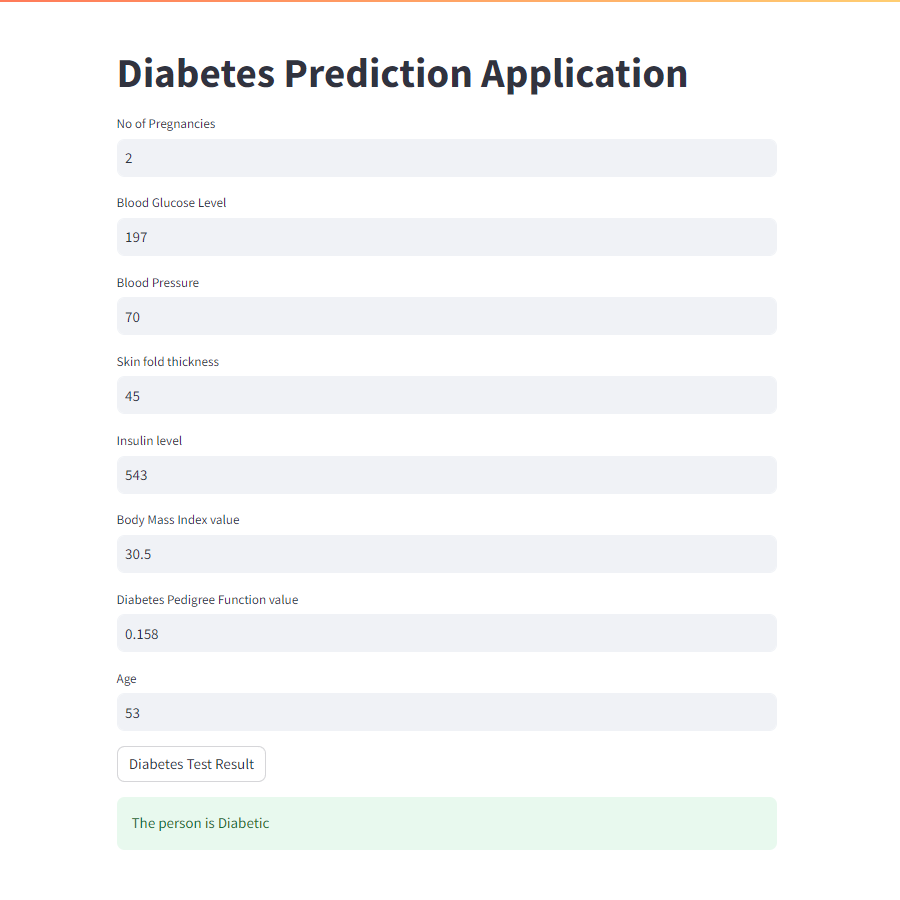 Diabetes Prediction Application
No of Pregnancies
2
Blood Glucose Level
197
Blood Pressure
70
Skin fold thickness
45
Insulin level
543
Body Mass Index value
30.5
Diabetes Pedigree Function value
0.158
Age
53
Diabetes Test Result
The person is Diabetic